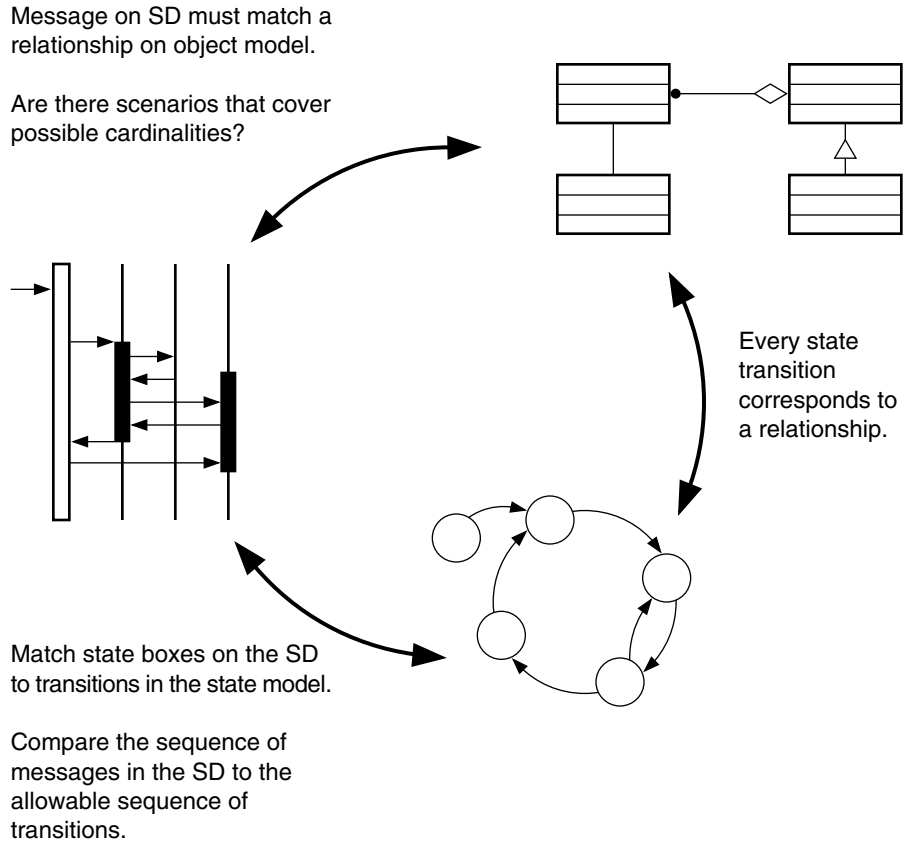 Message on SD must match a
relationship on object model.
Are there scenarios that cover
possible cardinalities?
Every state
transition
corresponds to
a relationship.
Match state boxes on the SD
to transitions in the state model.
Compare the sequence of
messages in the SD to the
allowable sequence of
transitions.